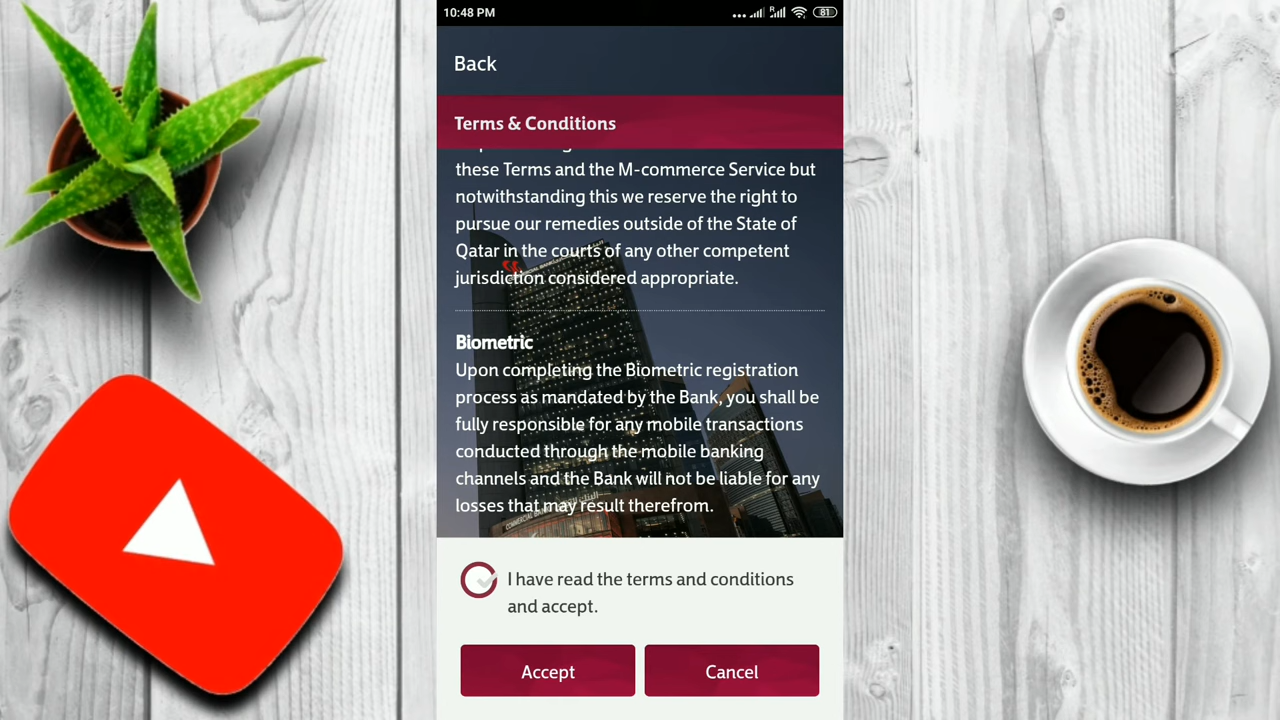 10:48 PM
R
81
Back
Terms & Conditions
these Terms and the M-commerce Service but
notwithstanding this we reserve the right to
pursue our remedies outside of the State of
Qatar in the courts of any other competent
jurisdiction considered appropriate.
Biometric
Upon completing the Biometric registration
process as mandated by the Bank, you shall be
fully responsible for any mobile transactions
conducted through the mobile banking
channels and the Bank will not be liable for any
losses that may result therefrom.
I have read the terms and conditions
and accept.
Accept
Cancel